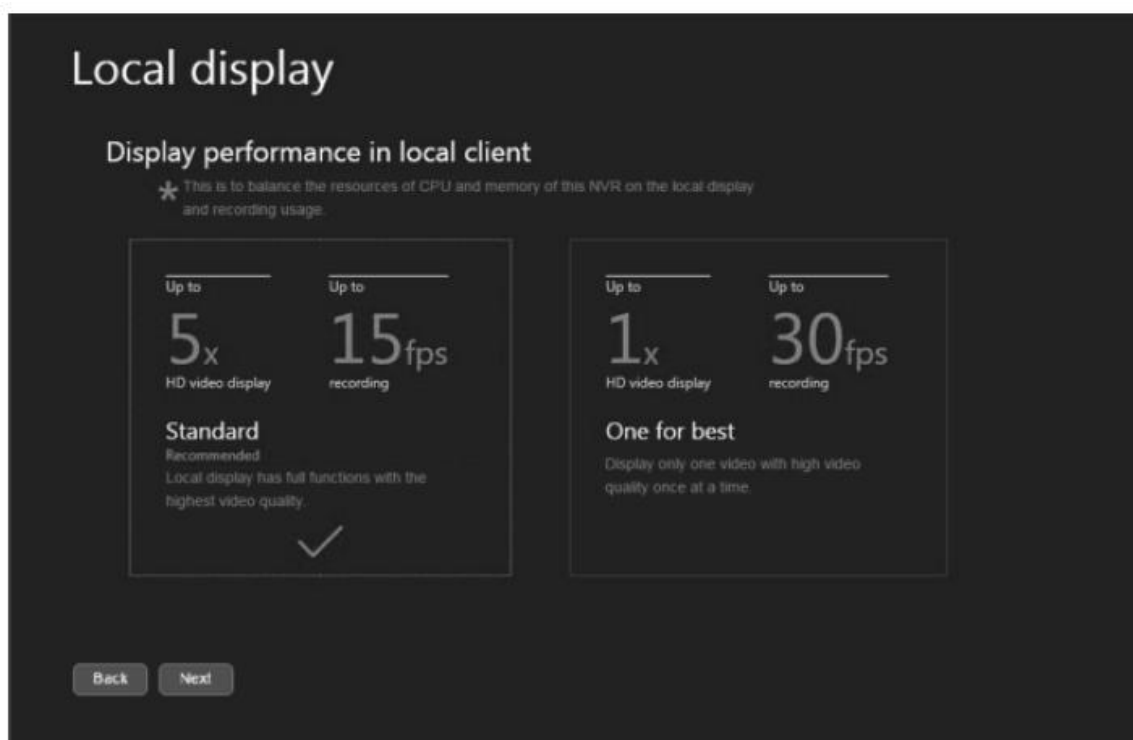 Local display
Display performance in local client
* This is to balance the resources of CPU and memory of this NVR on the local display
and recording usage.
Up to
5x
HD video display
Up to
15fps
recording
Standard
Recommended
Local display has full functions with the
highest video quality.
Up to
1x
HD video display
Up to
30fps
recording
One for best
Display only one video with high video
quality once at a time.
Back
Next